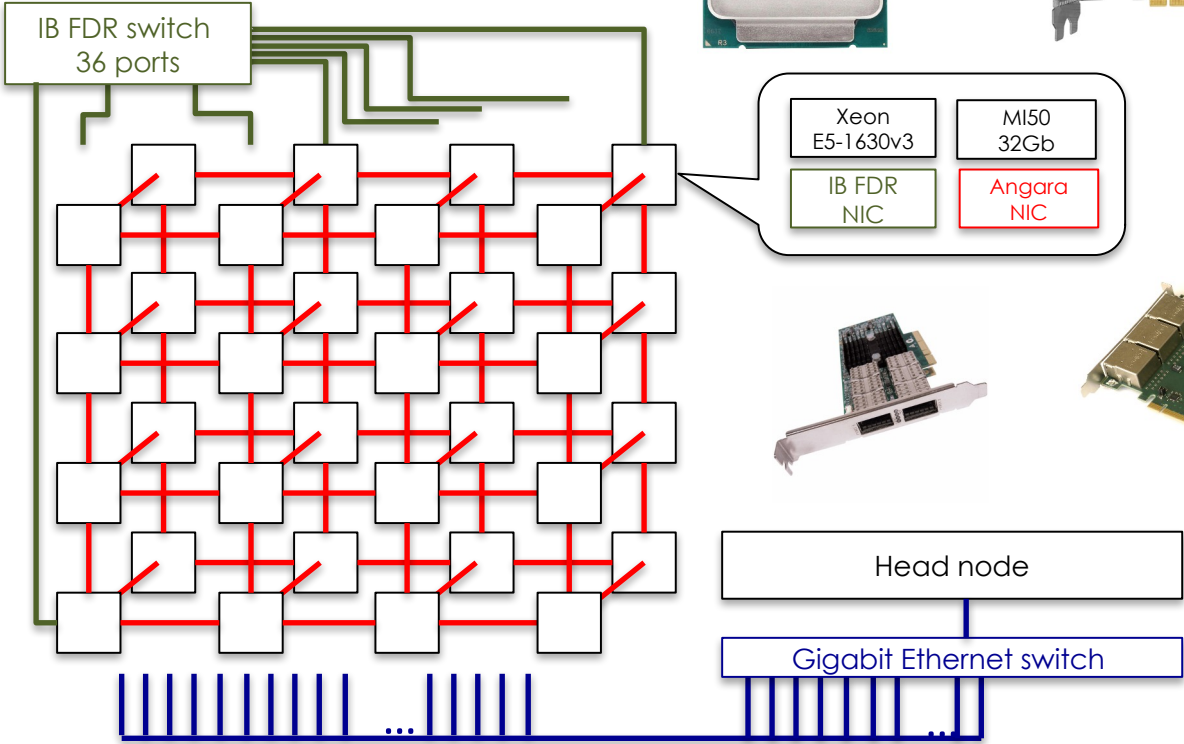 IB FDR switch
36 ports
R3
Xeon
E5-1630v3
MI50
32Gb
IB FDR
NIC
Angara
NIC
Head node
Gigabit Ethernet switch
...
...